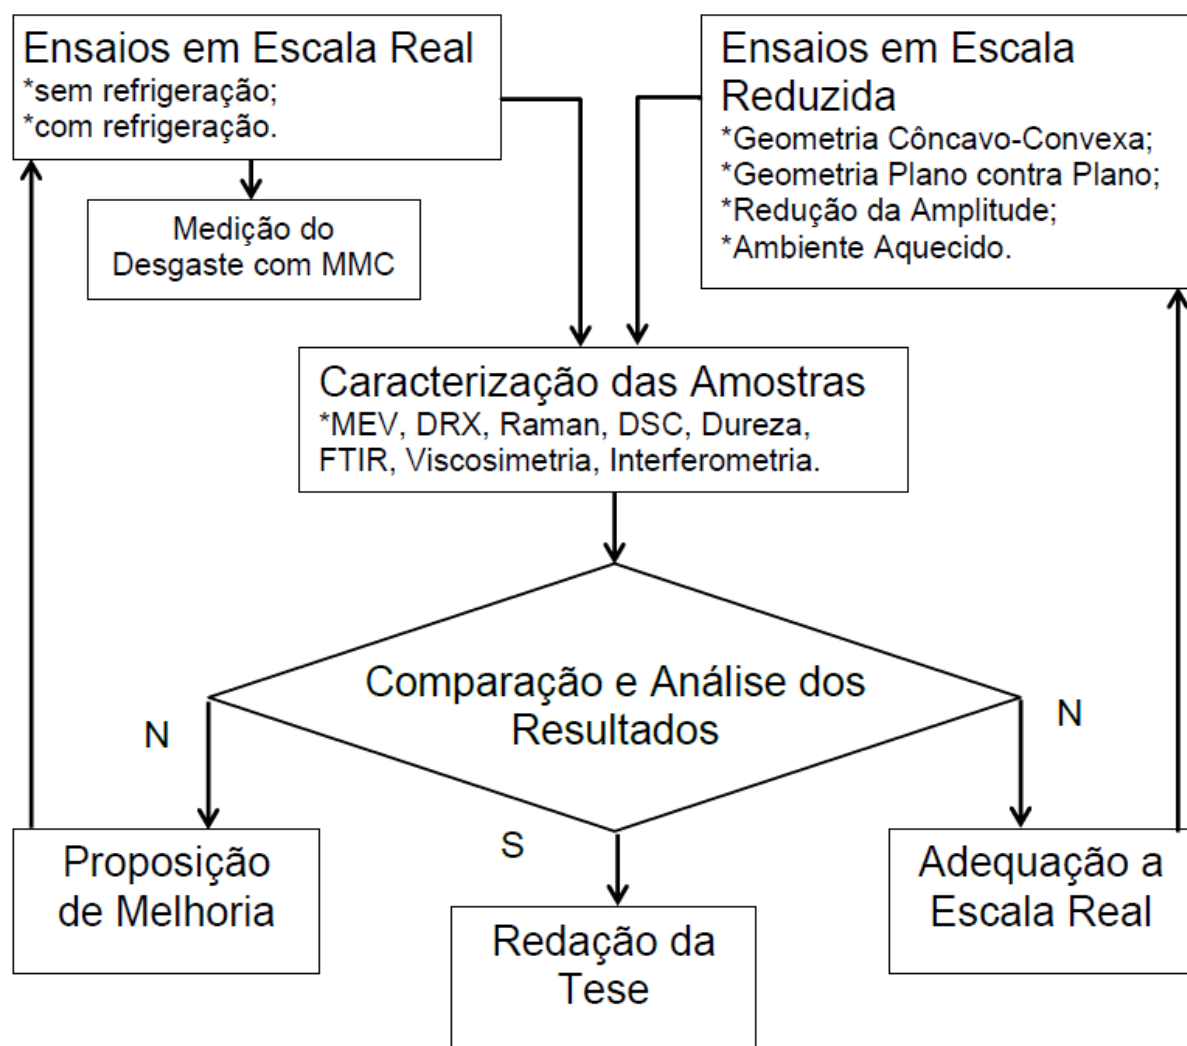 Ensaios em Escala Real
*sem refrigeração;
*com refrigeração.
Medição do
Desgaste com MMC
Ensaios em Escala
Reduzida
*Geometria Côncavo-Convexa;
*Geometria Plano contra Plano;
*Redução da Amplitude;
*Ambiente Aquecido.
Caracterização das Amostras
*MEV, DRX, Raman, DSC, Dureza,
FTIR, Viscosimetria, Interferometria.
Comparação e Análise dos
Resultados
N
N
S
Proposição
de Melhoria
Redação da
Tese
Adequação a
Escala Real